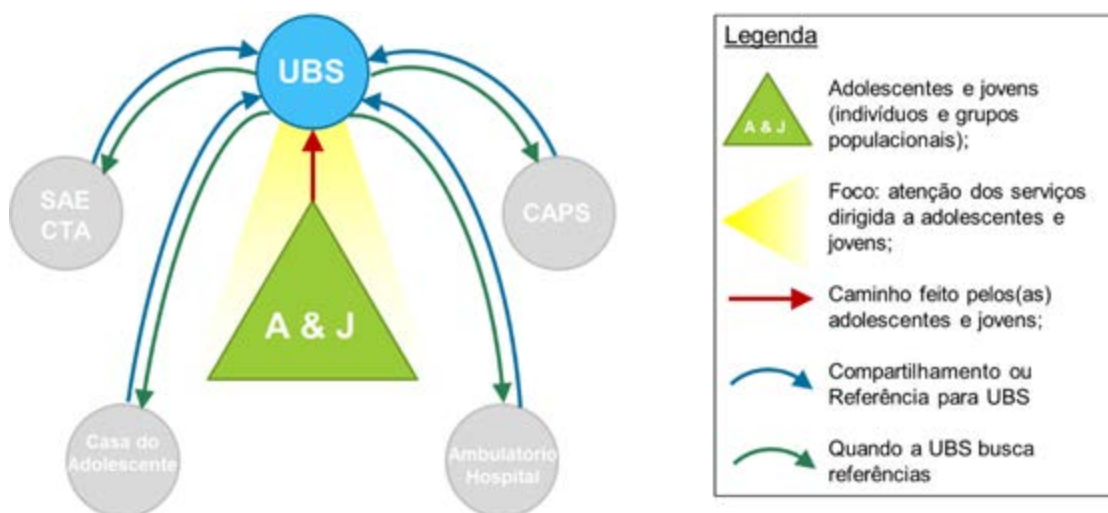 UBS
SAE
CTA
CAPS
A & J
Casa do
Adolescente
Ambulatório
Hospital
Legenda
A & J
Adolescentes e jovens
(indivíduos e grupos
populacionais);
Foco: atenção dos serviços
dirigida a adolescentes e
jovens;
Caminho feito pelos(as)
adolescentes e jovens;
Compartilhamento ou
Referência para UBS
Quando a UBS busca
referências